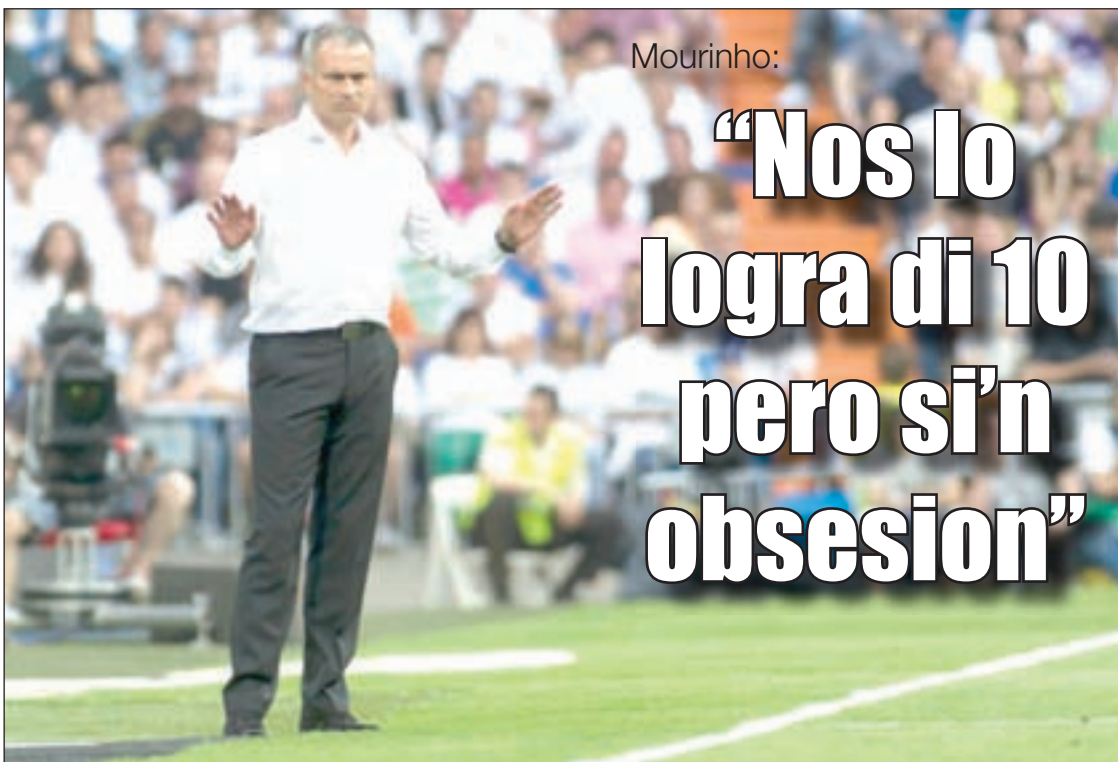 Mourinho:
“Nos lo
logra di 10
pero si’n
obsesion”